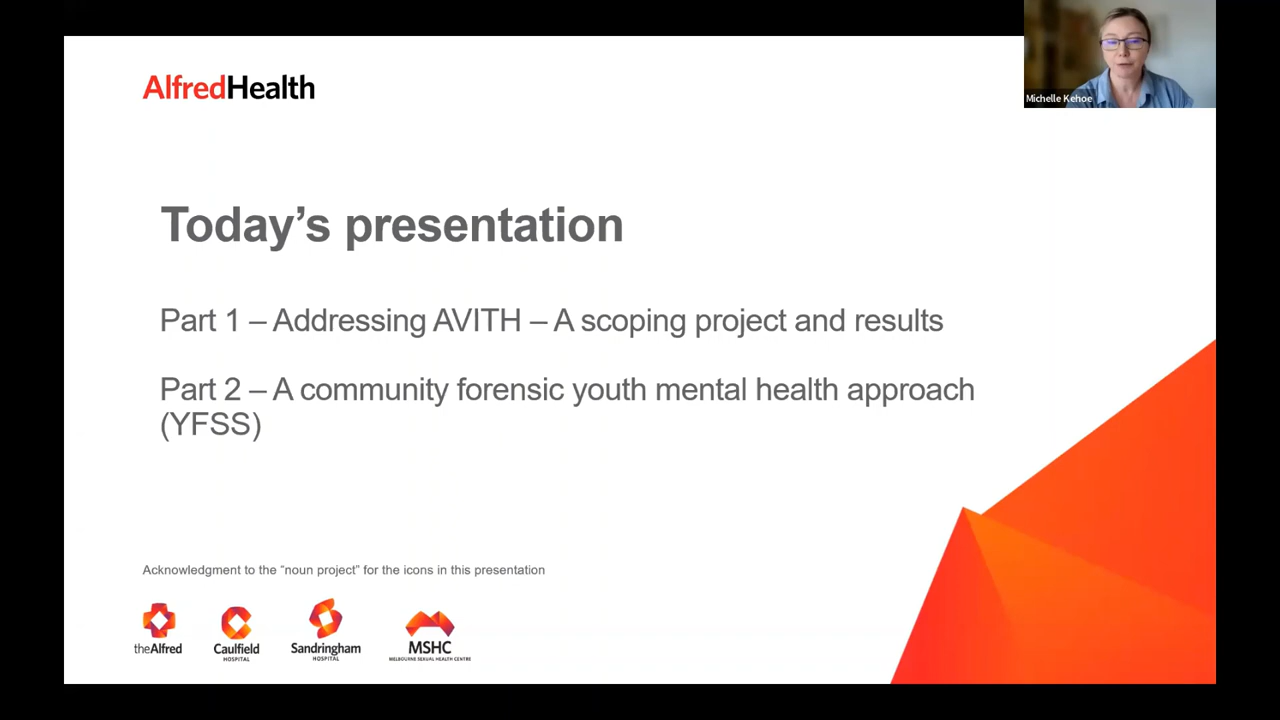 AlfredHealth
Michelle Kehoe
Today's presentation
Part 1 – Addressing AVITH – A scoping project and results
Part 2 – A community forensic youth mental health approach
(YFSS)
Acknowledgment to the “noun project” for the icons in this presentation
theAlfred
Caulfield
HOSPITAL
Sandringham
HOSPITAL
MSHC
MELBOURNE SEXUAL HEALTH CENTRE